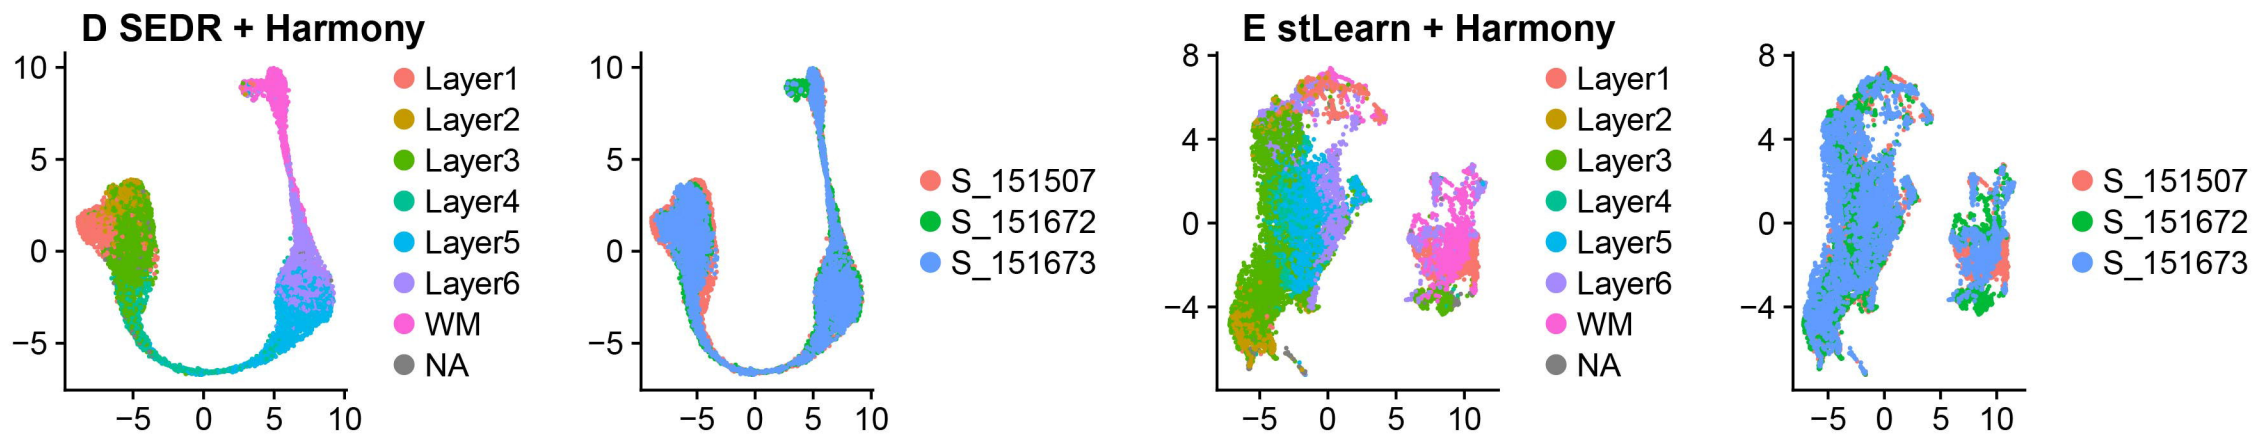 D SEDR + Harmony
10
5
0
−5
−5 0 5 10
Layer1
Layer2
Layer3
Layer4
Layer5
Layer6
WM
NA
10
5
0
−5
−5 0 5 10
S_151507
S_151672
S_151673
E stLearn + Harmony
8
4
0
−4
−5 0 5 10
Layer1
Layer2
Layer3
Layer4
Layer5
Layer6
WM
NA
8
4
0
−4
−5 0 5 10
S_151507
S_151672
S_151673